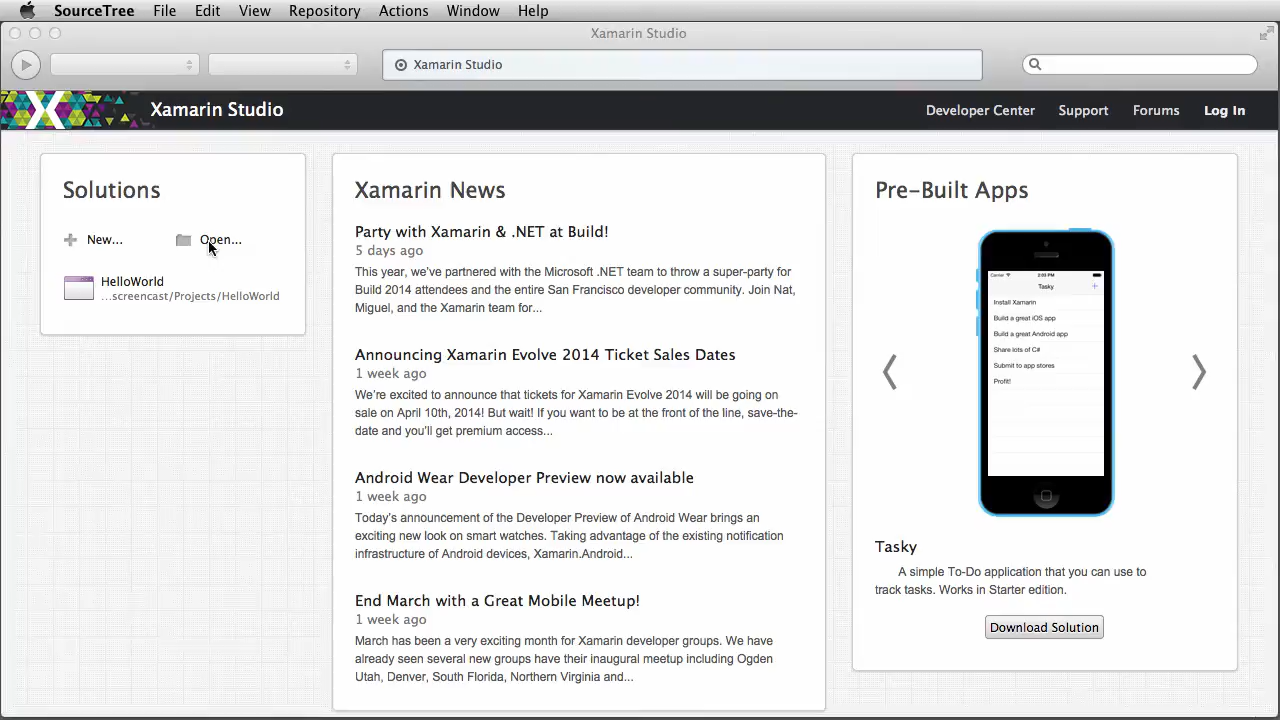 SourceTree File Edit View Repository Actions Window Help
Xamarin Studio
Xamarin Studio
Xamarin Studio
Developer Center Support Forums Log In
Solutions
New... Open...
HelloWorld
...screencast/Projects/HelloWorld
Xamarin News
Party with Xamarin & .NET at Build!
5 days ago
This year, we've partnered with the Microsoft .NET team to throw a super-party for
Build 2014 attendees and the entire San Francisco developer community. Join Nat,
Miguel, and the Xamarin team for...
Announcing Xamarin Evolve 2014 Ticket Sales Dates
1 week ago
We're excited to announce that tickets for Xamarin Evolve 2014 will be going on
sale on April 10th, 2014! But wait! If you want to be at the front of the line, save-the-
date and you'll get premium access...
Android Wear Developer Preview now available
1 week ago
Today's announcement of the Developer Preview of Android Wear brings an
exciting new look on smart watches. Taking advantage of the existing notification
infrastructure of Android devices, Xamarin.Android...
End March with a Great Mobile Meetup!
1 week ago
March has been a very exciting month for Xamarin developer groups. We have
already seen several new groups have their inaugural meetup including Ogden
Utah, Denver, South Florida, Northern Virginia and...
Pre-Built Apps
Carrier 2:03 PM
Tasky +
Install Xamarin
Build a great iOS app
Build a great Android app
Share lots of C#
Submit to app stores
Profit!
Tasky
A simple To-Do application that you can use to
track tasks. Works in Starter edition.
Download Solution